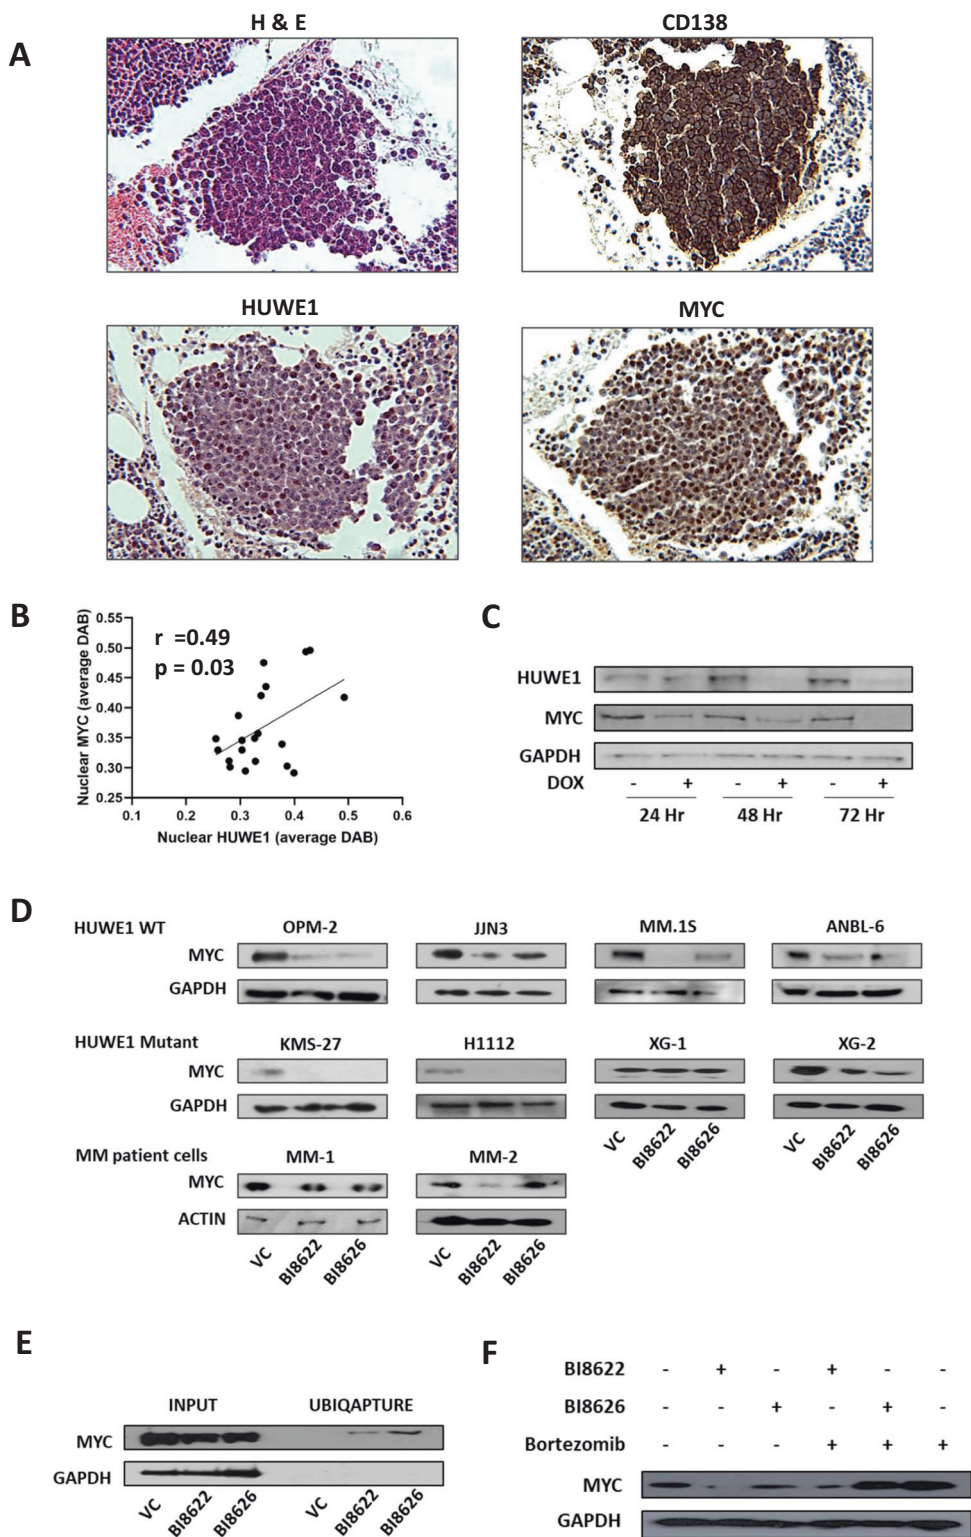 A
H & E
CD138
HUWE1
MYC
B
r =0.49
p = 0.03
Nuclear MYC (average DAB)
0.55
0.50
0.45
0.40
0.35
0.30
0.25
0.1 0.2 0.3 0.4 0.5 0.6
Nuclear HUWE1 (average DAB)
C
HUWE1
MYC
GAPDH
DOX - + - + - +
24 Hr 48 Hr 72 Hr
D
HUWE1 WT OPM-2 JJN3 MM.1S ANBL-6
MYC
GAPDH
HUWE1 Mutant KMS-27 H1112 XG-1 XG-2
MYC
GAPDH
VC BI8622 BI8626 VC BI8622 BI8626
MM patient cells MM-1 MM-2
MYC
ACTIN
VC BI8622 BI8626 VC BI8622 BI8626
E
INPUT UBIQAPTURE
MYC
GAPDH
VC BI8622 BI8626 VC BI8622 BI8626
F
BI8622 - + - + - -
BI8626 - - + - + -
Bortezomib - - - + + +
MYC
GAPDH